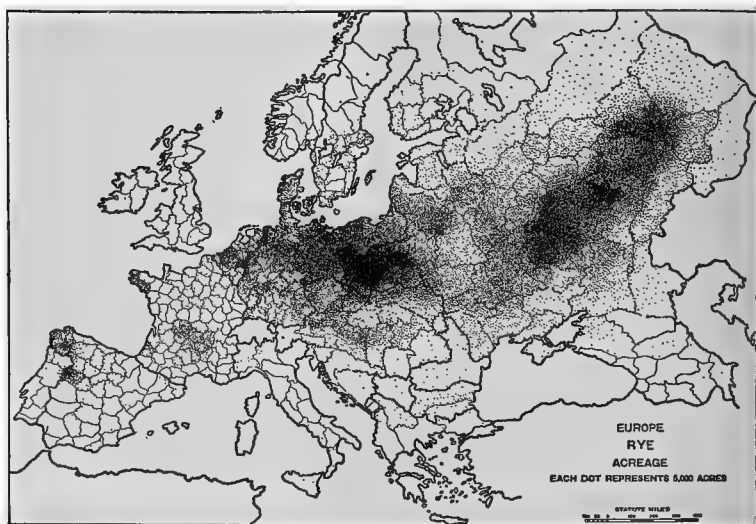 EUROPE
RYE
ACREAGE
EACH DOT REPRESENTS 5,000 ACRES
STATUTE MILES